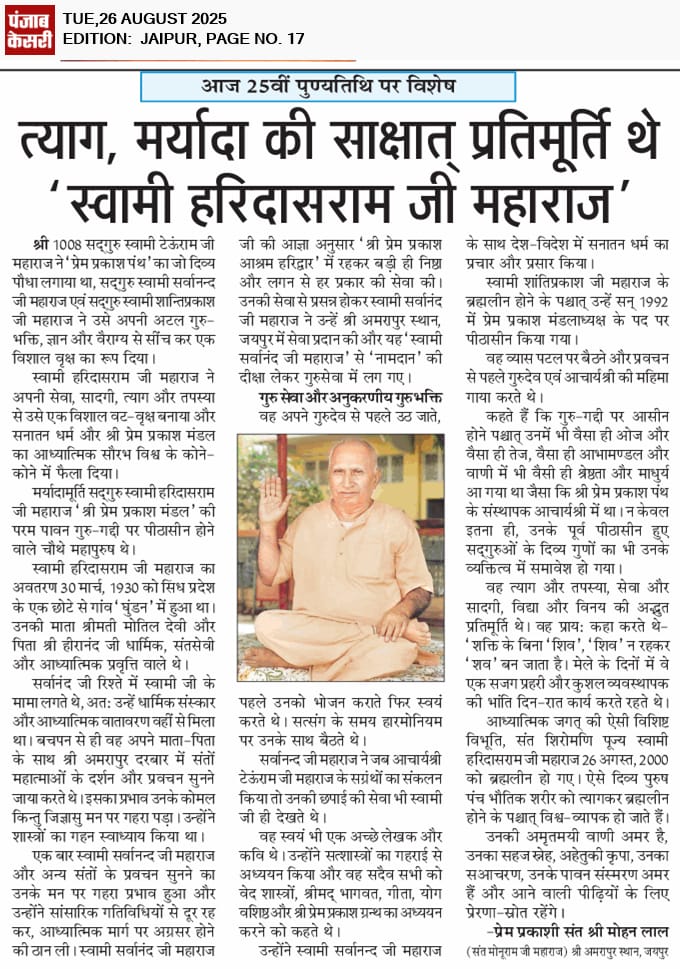 पंजाब
केसरी
TUE,26 AUGUST 2025
EDITION: JAIPUR, PAGE NO. 17
आज 25वीं पुण्यतिथि पर विशेष
त्याग, मर्यादा की साक्षात् प्रतिमूर्ति थे
‘स्वामी हरिदासराम जी महाराज’
श्री 1008 सद्‌गुरु स्वामी टेऊंराम जी
महाराज ने ‘प्रेम प्रकाश पंथ’ का जो दिव्य
पौधा लगाया था, सद्‌गुरु स्वामी सर्वानन्द
जी महाराज एवं सद्‌गुरु स्वामी शान्तिप्रकाश
जी महाराज ने उसे अपनी अटल गुरु-
भक्ति, ज्ञान और वैराग्य से सींच कर एक
विशाल वृक्ष का रूप दिया।
स्वामी हरिदासराम जी महाराज ने
अपनी सेवा, सादगी, त्याग और तपस्या
से उसे एक विशाल वट-वृक्ष बनाया और
सनातन धर्म और श्री प्रेम प्रकाश मंडल
का आध्यात्मिक सौरभ विश्व के कोने-
कोने में फैला दिया।
मर्यादामूर्ति सद्‌गुरु स्वामी हरिदासराम
जी महाराज ‘श्री प्रेम प्रकाश मंडल’ की
परम पावन गुरु-गद्दी पर पीठासीन होने
वाले चौथे महापुरुष थे।
स्वामी हरिदासराम जी महाराज का
अवतरण 30 मार्च, 1930 को सिंध प्रदेश
के एक छोटे से गांव ‘घुंडन’ में हुआ था।
उनकी माता श्रीमती मोतिल देवी और
पिता श्री हीरानंद जी धार्मिक, संतसेवी
और आध्यात्मिक प्रवृत्ति वाले थे।
सर्वानंद जी रिश्ते में स्वामी जी के
मामा लगते थे, अत: उन्हें धार्मिक संस्कार
और आध्यात्मिक वातावरण वहीं से मिला
था। बचपन से ही वह अपने माता-पिता
के साथ श्री अमरापुर दरबार में संतों
महात्माओं के दर्शन और प्रवचन सुनने
जाया करते थे। इसका प्रभाव उनके कोमल
किन्तु जिज्ञासु मन पर गहरा पड़ा। उन्होंने
शास्त्रों का गहन स्वाध्याय किया था।
एक बार स्वामी सर्वानंद जी महाराज
और अन्य संतों के प्रवचन सुनने का
उनके मन पर गहरा प्रभाव हुआ और
उन्होंने सांसारिक गतिविधियों से दूर रह
कर, आध्यात्मिक मार्ग पर अग्रसर होने
की ठान ली। स्वामी सर्वानंद जी महाराज
जी की आज्ञा अनुसार ‘श्री प्रेम प्रकाश
आश्रम हरिद्वार’ में रहकर बड़ी ही निष्ठा
और लगन से हर प्रकार की सेवा की।
उनकी सेवा से प्रसन्न होकर स्वामी सर्वानंद
जी महाराज ने उन्हें श्री अमरापुर स्थान,
जयपुर में सेवा प्रदान की और यह ‘स्वामी
सर्वानंद जी महाराज’ से ‘नामदान’ की
दीक्षा लेकर गुरुसेवा में लग गए।
गुरु सेवा और अनुकरणीय गुरुभक्ति
वह अपने गुरुदेव से पहले उठ जाते,
पहले उनको भोजन कराते फिर स्वयं
करते थे। सत्संग के समय हारमोनियम
पर उनके साथ बैठते थे।
सर्वानन्द जी महाराज ने जब आचार्यश्री
टेऊंराम जी महाराज के सग्रंथों का संकलन
किया तो उनकी छपाई की सेवा भी स्वामी
जी ही देखते थे।
वह स्वयं भी एक अच्छे लेखक और
कवि थे। उन्होंने सत्शास्त्रों का गहराई से
अध्ययन किया और वह सदैव सभी को
वेद शास्त्रों, श्रीमद् भागवत, गीता, योग
वशिष्ठ और श्री प्रेम प्रकाश ग्रन्थ का अध्ययन
करने को कहते थे।
उन्होंने स्वामी सर्वानन्द जी महाराज
के साथ देश-विदेश में सनातन धर्म का
प्रचार और प्रसार किया।
स्वामी शांतिप्रकाश जी महाराज के
ब्रह्मलीन होने के पश्चात् उन्हें सन् 1992
में प्रेम प्रकाश मंडलाध्यक्ष के पद पर
पीठासीन किया गया।
वह व्यास पटल पर बैठने और प्रवचन
से पहले गुरुदेव एवं आचार्यश्री की महिमा
गाया करते थे।
कहते हैं कि गुरु-गद्दी पर आसीन
होने पश्चात् उनमें भी वैसा ही ओज और
वैसा ही तेज, वैसा ही आभामण्डल और
वाणी में भी वैसी ही श्रेष्ठता और माधुर्य
आ गया था जैसा कि श्री प्रेम प्रकाश पंथ
के संस्थापक आचार्यश्री में था। न केवल
इतना ही, उनके पूर्व पीठासीन हुए
सद्‌गुरुओं के दिव्य गुणों का भी उनके
व्यक्तित्व में समावेश हो गया।
वह त्याग और तपस्या, सेवा और
सादगी, विद्या और विनय की अद्भुत
प्रतिमूर्ति थे। वह प्राय: कहा करते थे-
‘शक्ति के बिना ‘शिव’, ‘शिव’ न रहकर
‘शव’ बन जाता है। मेले के दिनों में वे
एक सजग प्रहरी और कुशल व्यवस्थापक
की भांति दिन-रात कार्य करते रहते थे।
आध्यात्मिक जगत् की ऐसी विशिष्ट
विभूति, संत शिरोमणि पूज्य स्वामी
हरिदासराम जी महाराज 26 अगस्त, 2000
को ब्रह्मलीन हो गए। ऐसे दिव्य पुरुष
पंच भौतिक शरीर को त्यागकर ब्रह्मलीन
होने के पश्चात् विश्व-व्यापक हो जाते हैं।
उनकी अमृतमयी वाणी अमर है,
उनका सहज स्नेह, अहेतुकी कृपा, उनका
सआचरण, उनके पावन संस्मरण अमर
हैं और आने वाली पीढ़ियों के लिए
प्रेरणा-स्रोत रहेंगे।
-प्रेम प्रकाशी संत श्री मोहन लाल
(संत मोनूराम जी महाराज) श्री अमरापुर स्थान, जयपुर